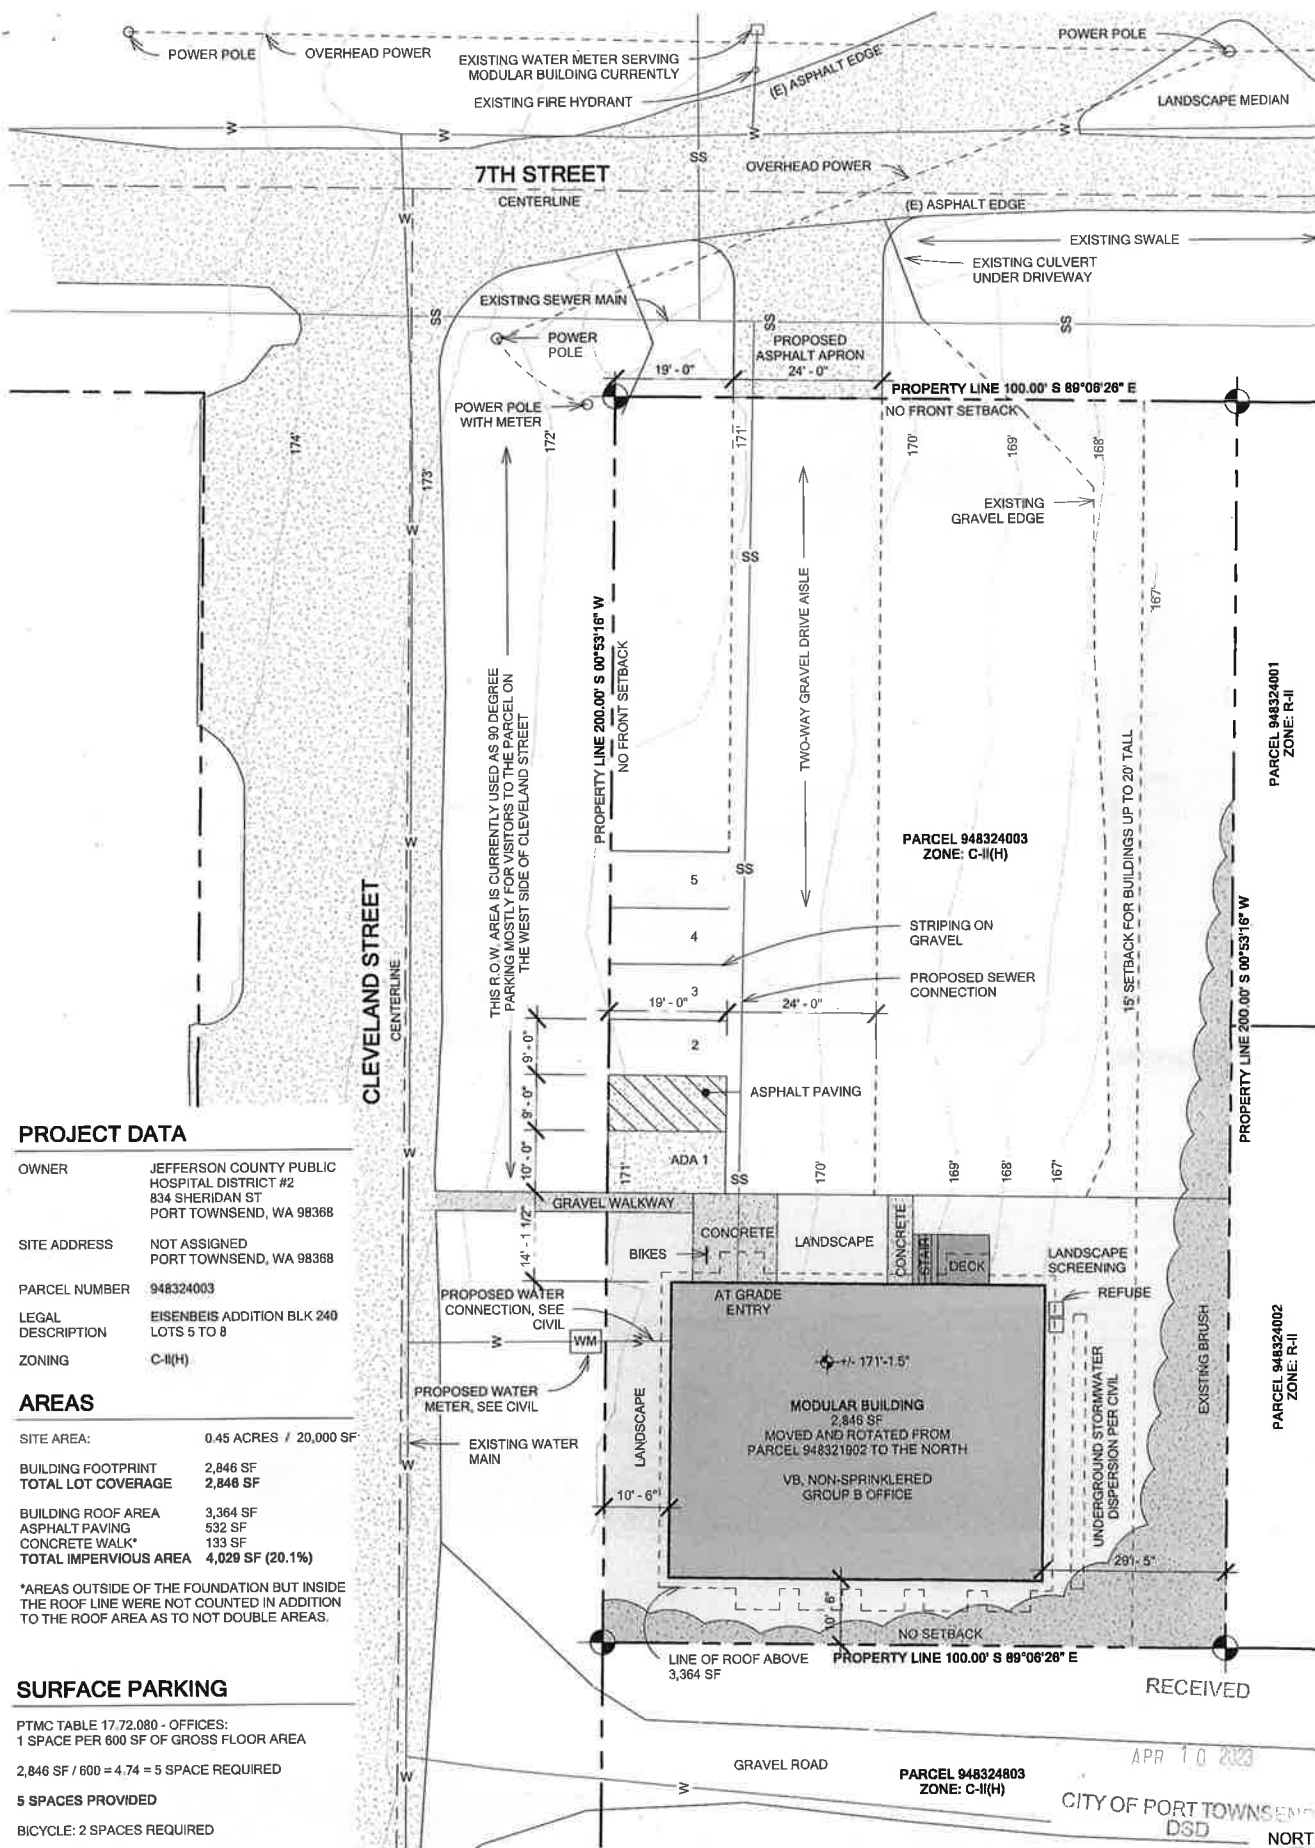 POWER POLE
OVERHEAD POWER
EXISTING WATER METER SERVING
MODULAR BUILDING CURRENTLY
EXISTING FIRE HYDRANT
(E) ASPHALT EDGE
POWER POLE
LANDSCAPE MEDIAN
W
W
W
W
SS
7TH STREET
CENTERLINE
OVERHEAD POWER
(E) ASPHALT EDGE
W
EXISTING SWALE
EXISTING CULVERT
UNDER DRIVEWAY
EXISTING SEWER MAIN
SS
SS
SS
POWER
POLE
PROPOSED
ASPHALT APRON
19' - 0"
24' - 0"
PROPERTY LINE 100.00' S 89°06'26" E
NO FRONT SETBACK
POWER POLE
WITH METER
174'
173'
172'
171'
170'
169'
168'
167'
EXISTING
GRAVEL EDGE
W
SS
THIS R.O.W. AREA IS CURRENTLY USED AS 90 DEGREE
PARKING MOSTLY FOR VISITORS TO THE PARCEL ON
THE WEST SIDE OF CLEVELAND STREET
PROPERTY LINE 200.00' S 00°53'16" W
NO FRONT SETBACK
TWO-WAY GRAVEL DRIVE AISLE
15' SETBACK FOR BUILDINGS UP TO 20' TALL
PARCEL 948324001
ZONE: R-II
PARCEL 948324003
ZONE: C-II(H)
W
SS
5
4
3
2
STRIPING ON
GRAVEL
PROPOSED SEWER
CONNECTION
19' - 0"
24' - 0"
CLEVELAND STREET
CENTERLINE
PROPERTY LINE 200.00' S 00°53'16" W
9' - 0"
9' - 0"
10' - 0"
14' - 1 1/2"
ASPHALT PAVING
ADA 1
W
171'
SS
170'
169'
168'
167'
GRAVEL WALKWAY
CONCRETE
BIKES
LANDSCAPE
CONCRETE
STAIR
DECK
LANDSCAPE
SCREENING
REFUSE
AT GRADE
ENTRY
PROPOSED WATER
CONNECTION, SEE
CIVIL
W
WM
W
PROPOSED WATER
METER, SEE CIVIL
EXISTING WATER
MAIN
W
LANDSCAPE
+/- 171'-1.5"
MODULAR BUILDING
2,846 SF
MOVED AND ROTATED FROM
PARCEL 948321902 TO THE NORTH
VB, NON-SPRINKLERED
GROUP B OFFICE
UNDERGROUND STORMWATER
DISPERSION PER CIVIL
EXISTING BRUSH
PARCEL 948324002
ZONE: R-II
10' - 6"
29' - 5"
10' - 6"
NO SETBACK
LINE OF ROOF ABOVE
3,364 SF
PROPERTY LINE 100.00' S 89°06'26" E
RECEIVED
APR 10 2023
CITY OF PORT TOWNSEND
DSD
GRAVEL ROAD
PARCEL 948324803
ZONE: C-II(H)
W
W
NORT
PROJECT DATA
OWNER JEFFERSON COUNTY PUBLIC
HOSPITAL DISTRICT #2
834 SHERIDAN ST
PORT TOWNSEND, WA 98368
SITE ADDRESS NOT ASSIGNED
PORT TOWNSEND, WA 98368
PARCEL NUMBER 948324003
LEGAL EISENBEIS ADDITION BLK 240
DESCRIPTION LOTS 5 TO 8
ZONING C-II(H)
AREAS
SITE AREA: 0.45 ACRES / 20,000 SF
BUILDING FOOTPRINT 2,846 SF
TOTAL LOT COVERAGE 2,846 SF
BUILDING ROOF AREA 3,364 SF
ASPHALT PAVING 532 SF
CONCRETE WALK* 133 SF
TOTAL IMPERVIOUS AREA 4,029 SF (20.1%)
*AREAS OUTSIDE OF THE FOUNDATION BUT INSIDE
THE ROOF LINE WERE NOT COUNTED IN ADDITION
TO THE ROOF AREA AS TO NOT DOUBLE AREAS.
SURFACE PARKING
PTMC TABLE 17.72.080 - OFFICES:
1 SPACE PER 600 SF OF GROSS FLOOR AREA
2,846 SF / 600 = 4.74 = 5 SPACE REQUIRED
5 SPACES PROVIDED
BICYCLE: 2 SPACES REQUIRED